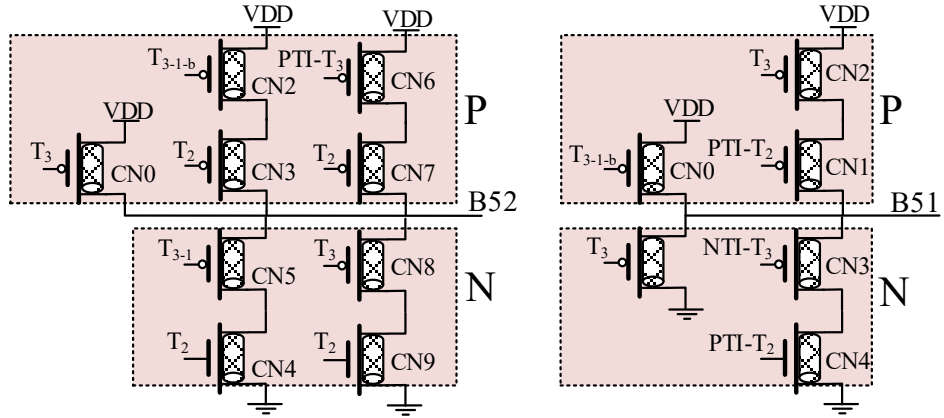 VDD
T3-1-b
CN2
VDD
PTI-T3
CN6
P
VDD
T3
CN0
T2
CN3
T2
CN7
B52
T3-1
CN5
T3
CN8
N
T2
CN4
T2
CN9
VDD
T3
CN2
P
VDD
T3-1-b
CN0
PTI-T2
CN1
B51
T3
NTI-T3
CN3
N
PTI-T2
CN4